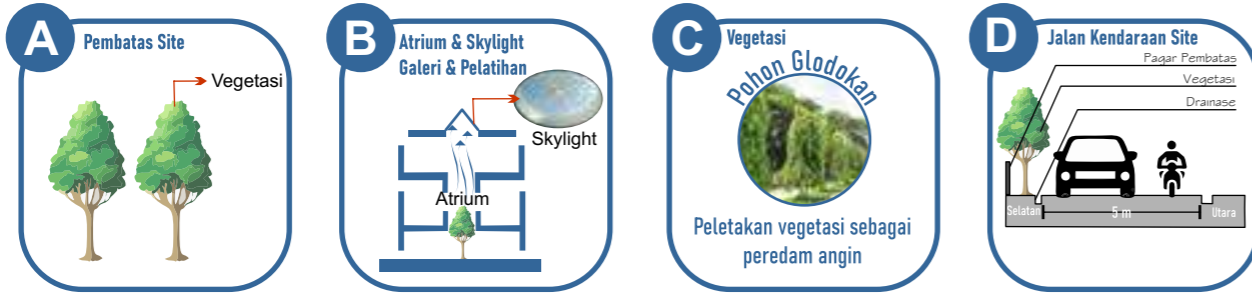 A
Pembatas Site
Vegetasi
B
Atrium & Skylight
Galeri & Pelatihan
Skylight
Atrium
C
Vegetasi
Pohon Glodokan
Peletakan vegetasi sebagai
peredam angin
D
Jalan Kendaraan Site
Pagar Pembatas
Vegetasi
Drainase
Selatan
5 m
Utara